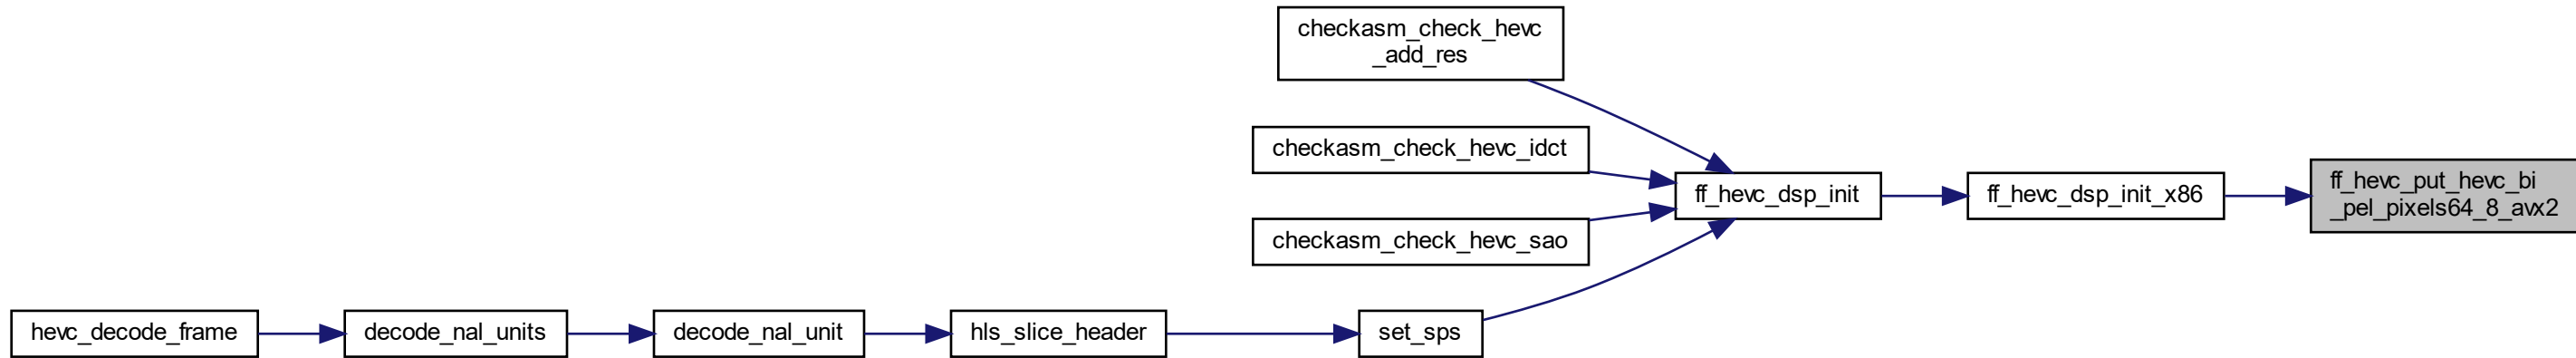 checkasm_check_hevc
_add_res
checkasm_check_hevc_idct
ff_hevc_put_hevc_bi
_pel_pixels64_8_avx2
ff_hevc_dsp_init
ff_hevc_dsp_init_x86
checkasm_check_hevc_sao
hevc_decode_frame
decode_nal_units
decode_nal_unit
hls_slice_header
set_sps